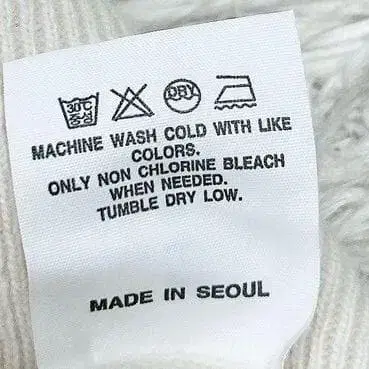 30℃
중성
DRY
MACHINE WASH COLD WITH LIKE
COLORS.
ONLY NON CHLORINE BLEACH
WHEN NEEDED.
TUMBLE DRY LOW.
MADE IN SEOUL